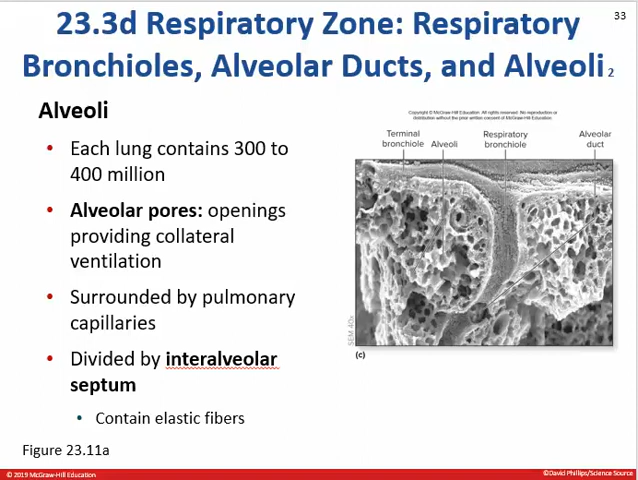 23.3d Respiratory Zone: Respiratory
33
Bronchioles, Alveolar Ducts, and Alveoli 2
Alveoli
• Each lung contains 300 to
400 million
• Alveolar pores: openings
providing collateral
ventilation
• Surrounded by pulmonary
capillaries
• Divided by interalveolar
septum
• Contain elastic fibers
Figure 23.11a
Copyright © McGraw-Hill Education. All rights reserved. No reproduction or
distribution without the prior written consent of McGraw-Hill Education.
Terminal
bronchiole
Alveoli
Respiratory
bronchiole
Alveolar
duct
SEM 40x
(c)
© 2019 McGraw-Hill Education
©David Phillips/Science Source